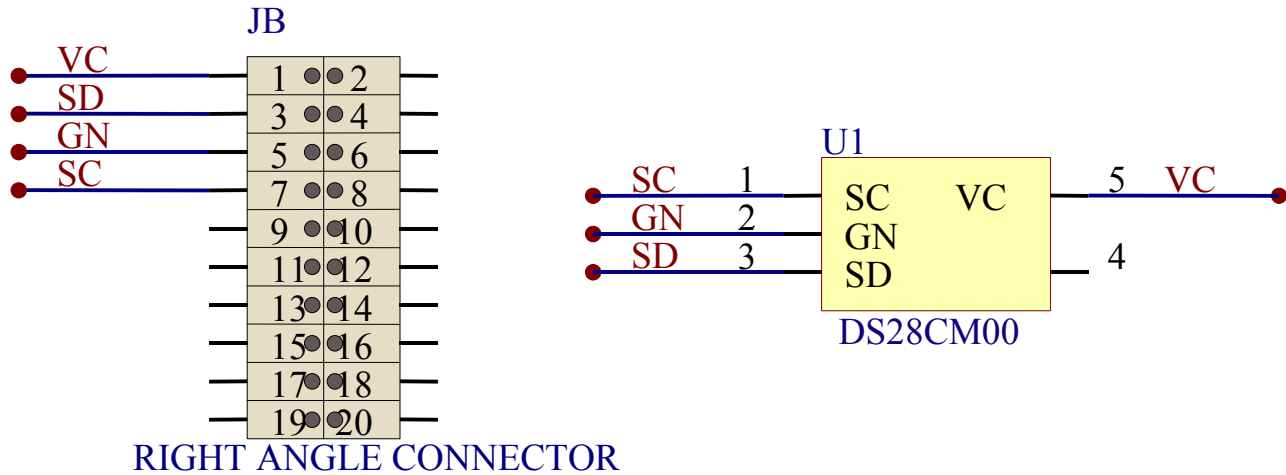 JB
VC
1 2
SD
3 4
GN
5 6
SC
7 8
9 10
11 12
13 14
15 16
17 18
19 20
RIGHT ANGLE CONNECTOR
U1
SC 1 SC VC 5 VC
GN 2 GN
SD 3 SD 4
DS28CM00